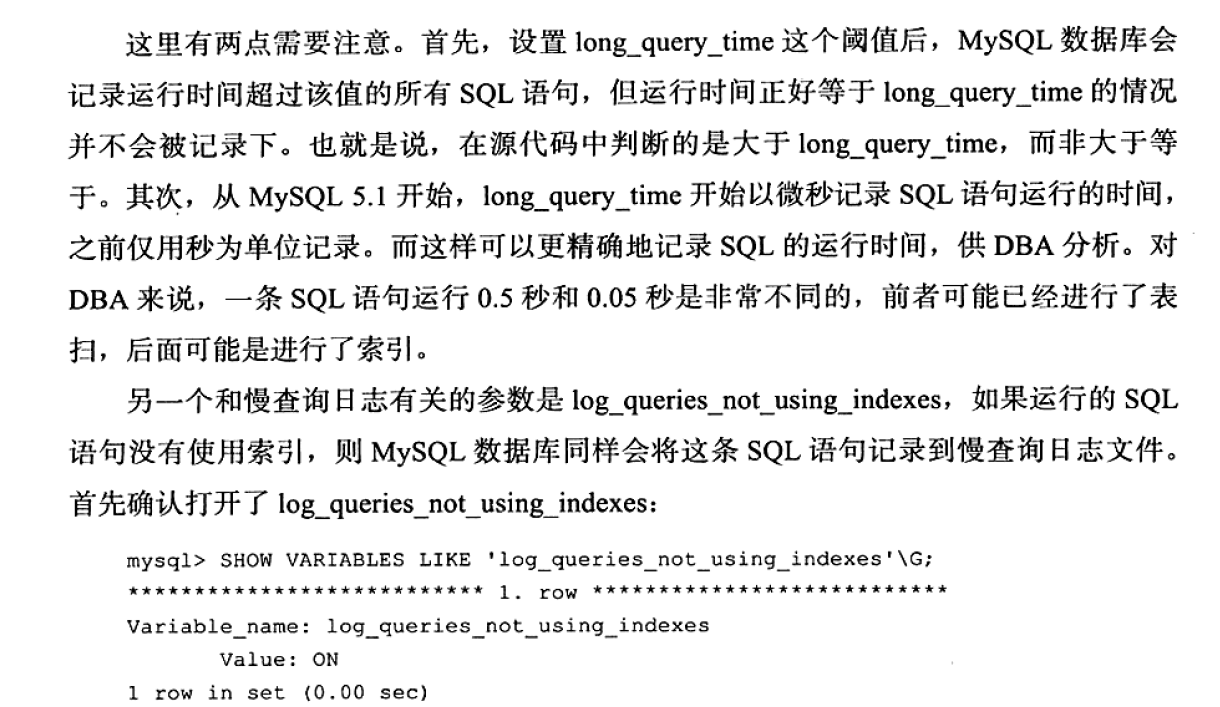 这里有两点需要注意。首先，设置 long_query_time 这个阈值后，MySQL 数据库会
记录运行时间超过该值的所有 SQL 语句，但运行时间正好等于 long_query_time 的情况
并不会被记录下。也就是说，在源代码中判断的是大于 long_query_time，而非大于等
于。其次，从 MySQL 5.1 开始，long_query_time 开始以微秒记录 SQL 语句运行的时间，
之前仅用秒为单位记录。而这样可以更精确地记录 SQL 的运行时间，供 DBA 分析。对
DBA 来说，一条 SQL 语句运行 0.5 秒和 0.05 秒是非常不同的，前者可能已经进行了表
扫，后面可能是进行了索引。
另一个和慢查询日志有关的参数是 log_queries_not_using_indexes，如果运行的 SQL
语句没有使用索引，则 MySQL 数据库同样会将这条 SQL 语句记录到慢查询日志文件。
首先确认打开了 log_queries_not_using_indexes：
mysql> SHOW VARIABLES LIKE 'log_queries_not_using_indexes'\G;
*************************** 1. row ***************************
Variable_name: log_queries_not_using_indexes
Value: ON
1 row in set (0.00 sec)